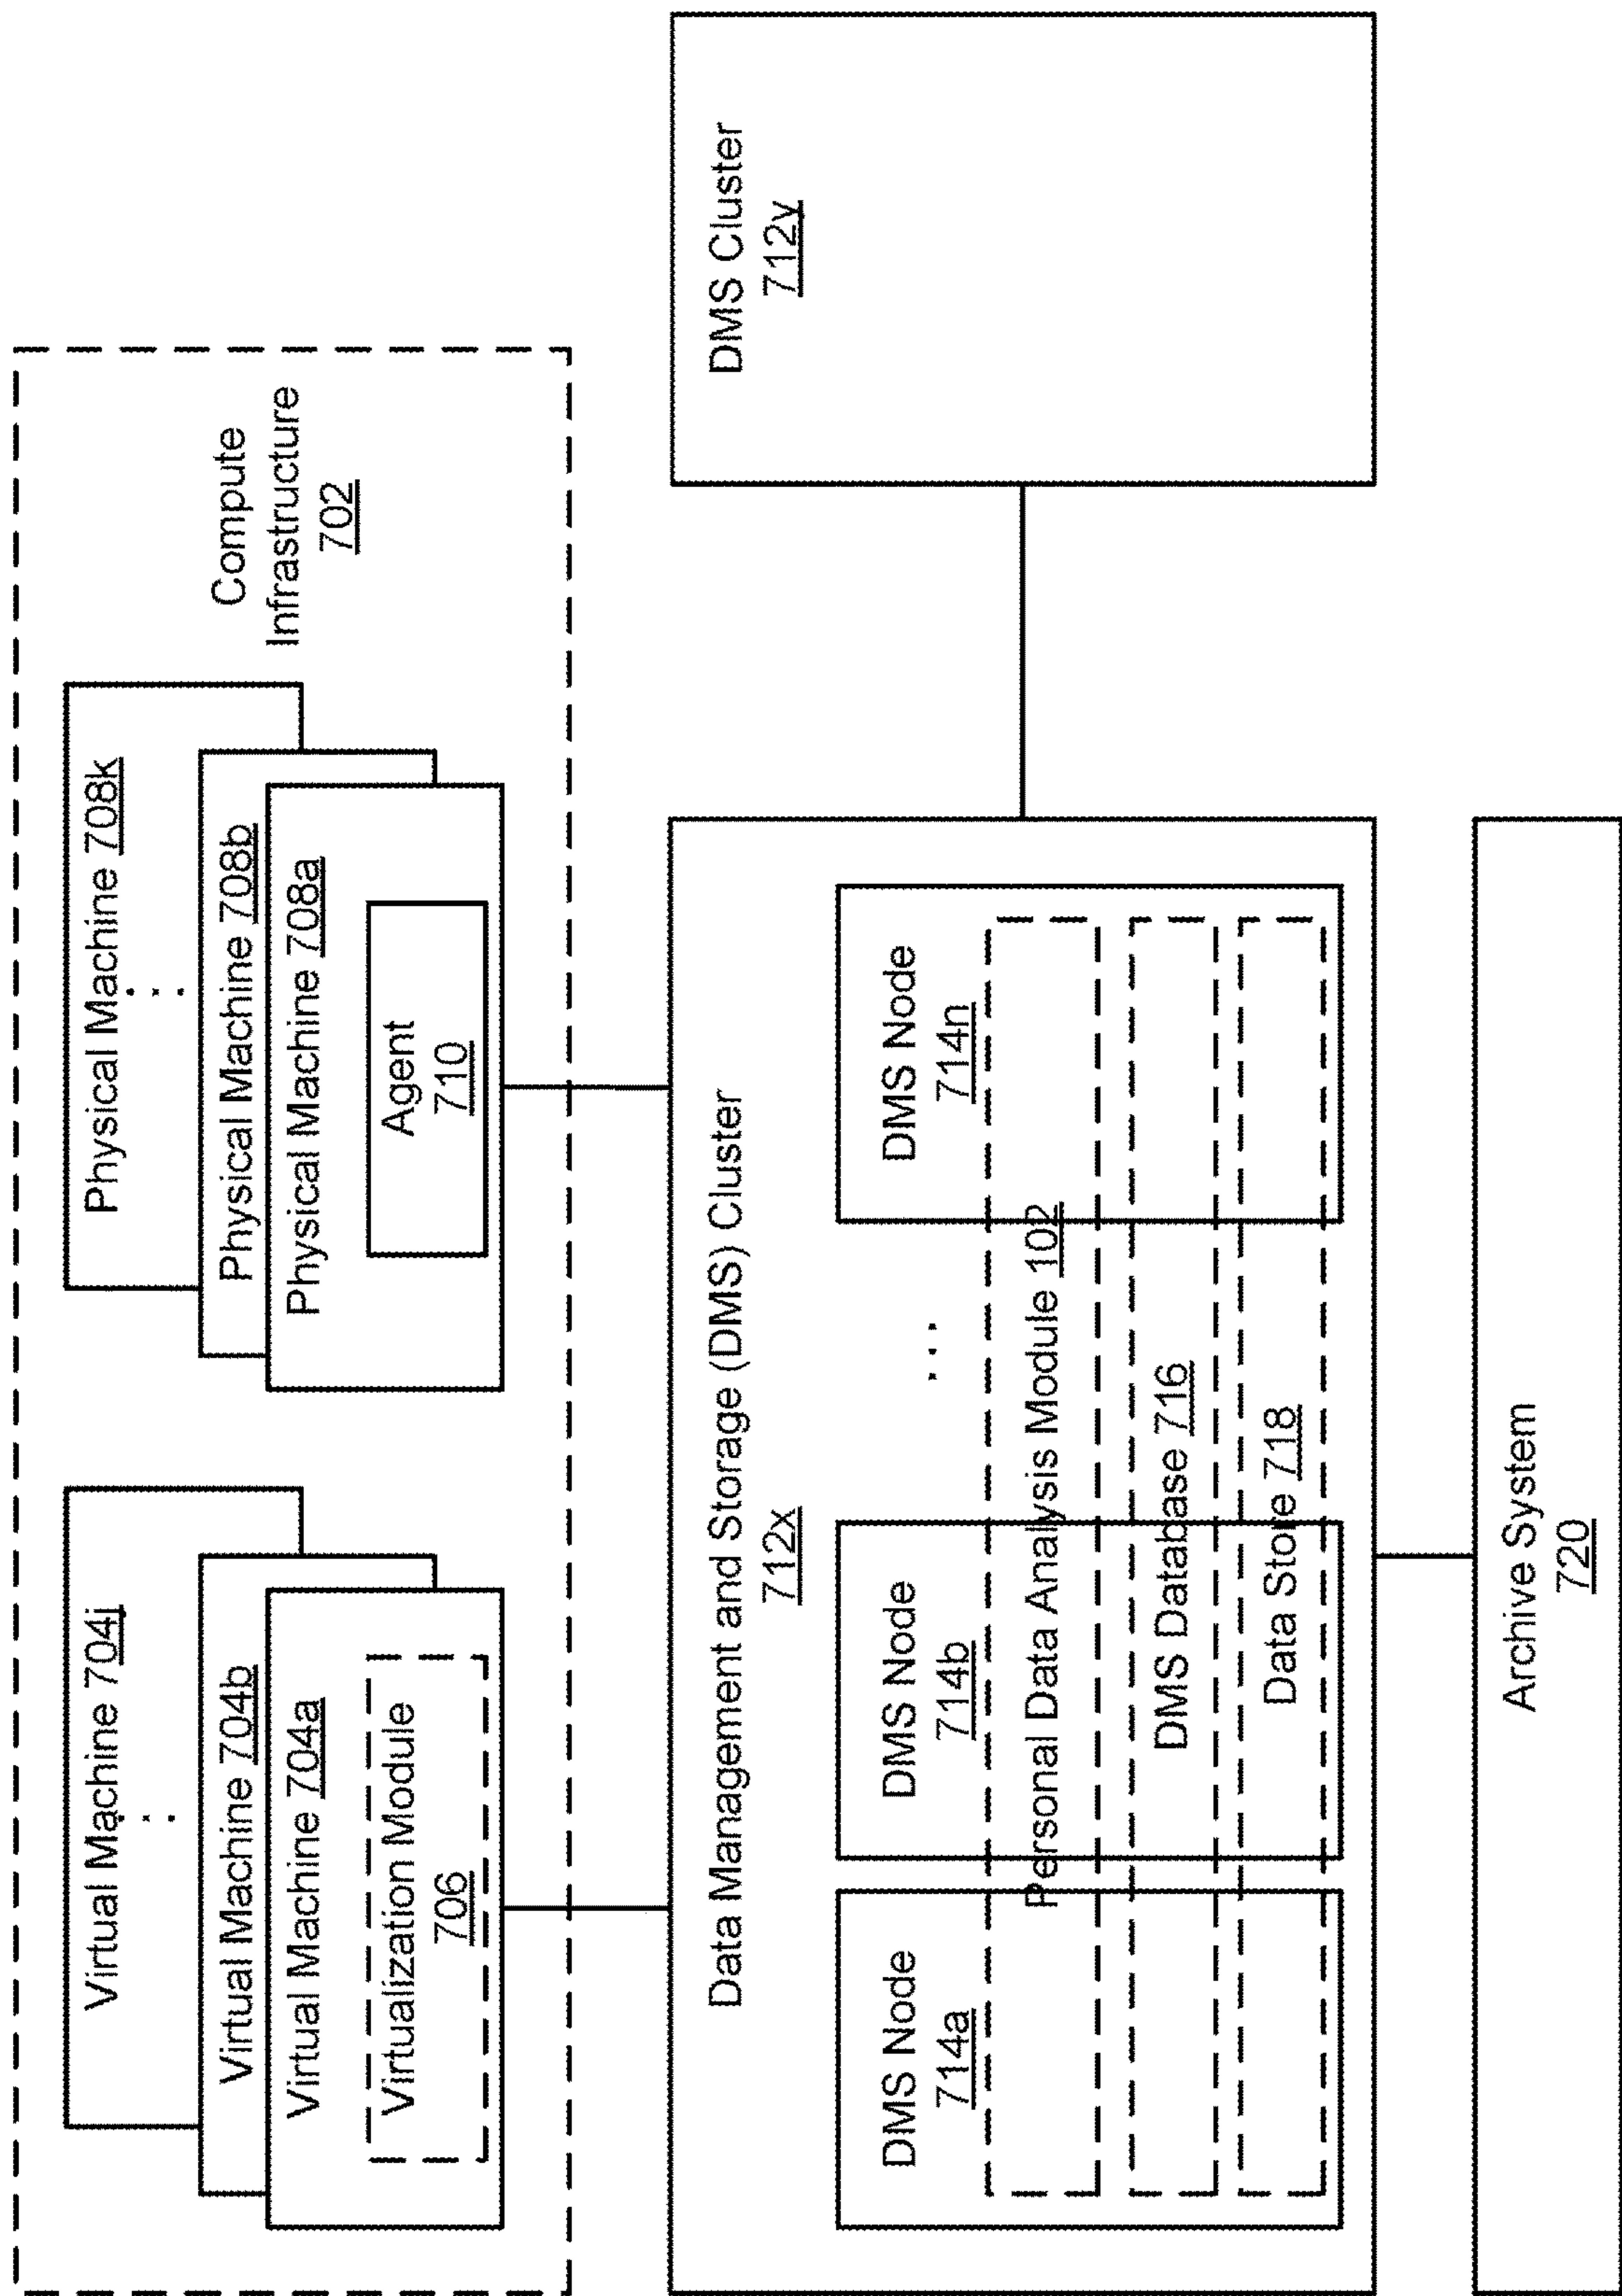 Virtual Machine 704j
Virtual Machine 704b
Virtual Machine 704a
Virtualization Module
706
Physical Machine 708k
Physical Machine 708b
Physical Machine 708a
Agent
710
Compute
Infrastructure
702
Data Management and Storage (DMS) Cluster
712x
DMS Node
714a
DMS Node
714b
...
DMS Node
714n
Personal Data Analysis Module 102
DMS Database 716
Data Store 718
DMS Cluster
712y
Archive System
720